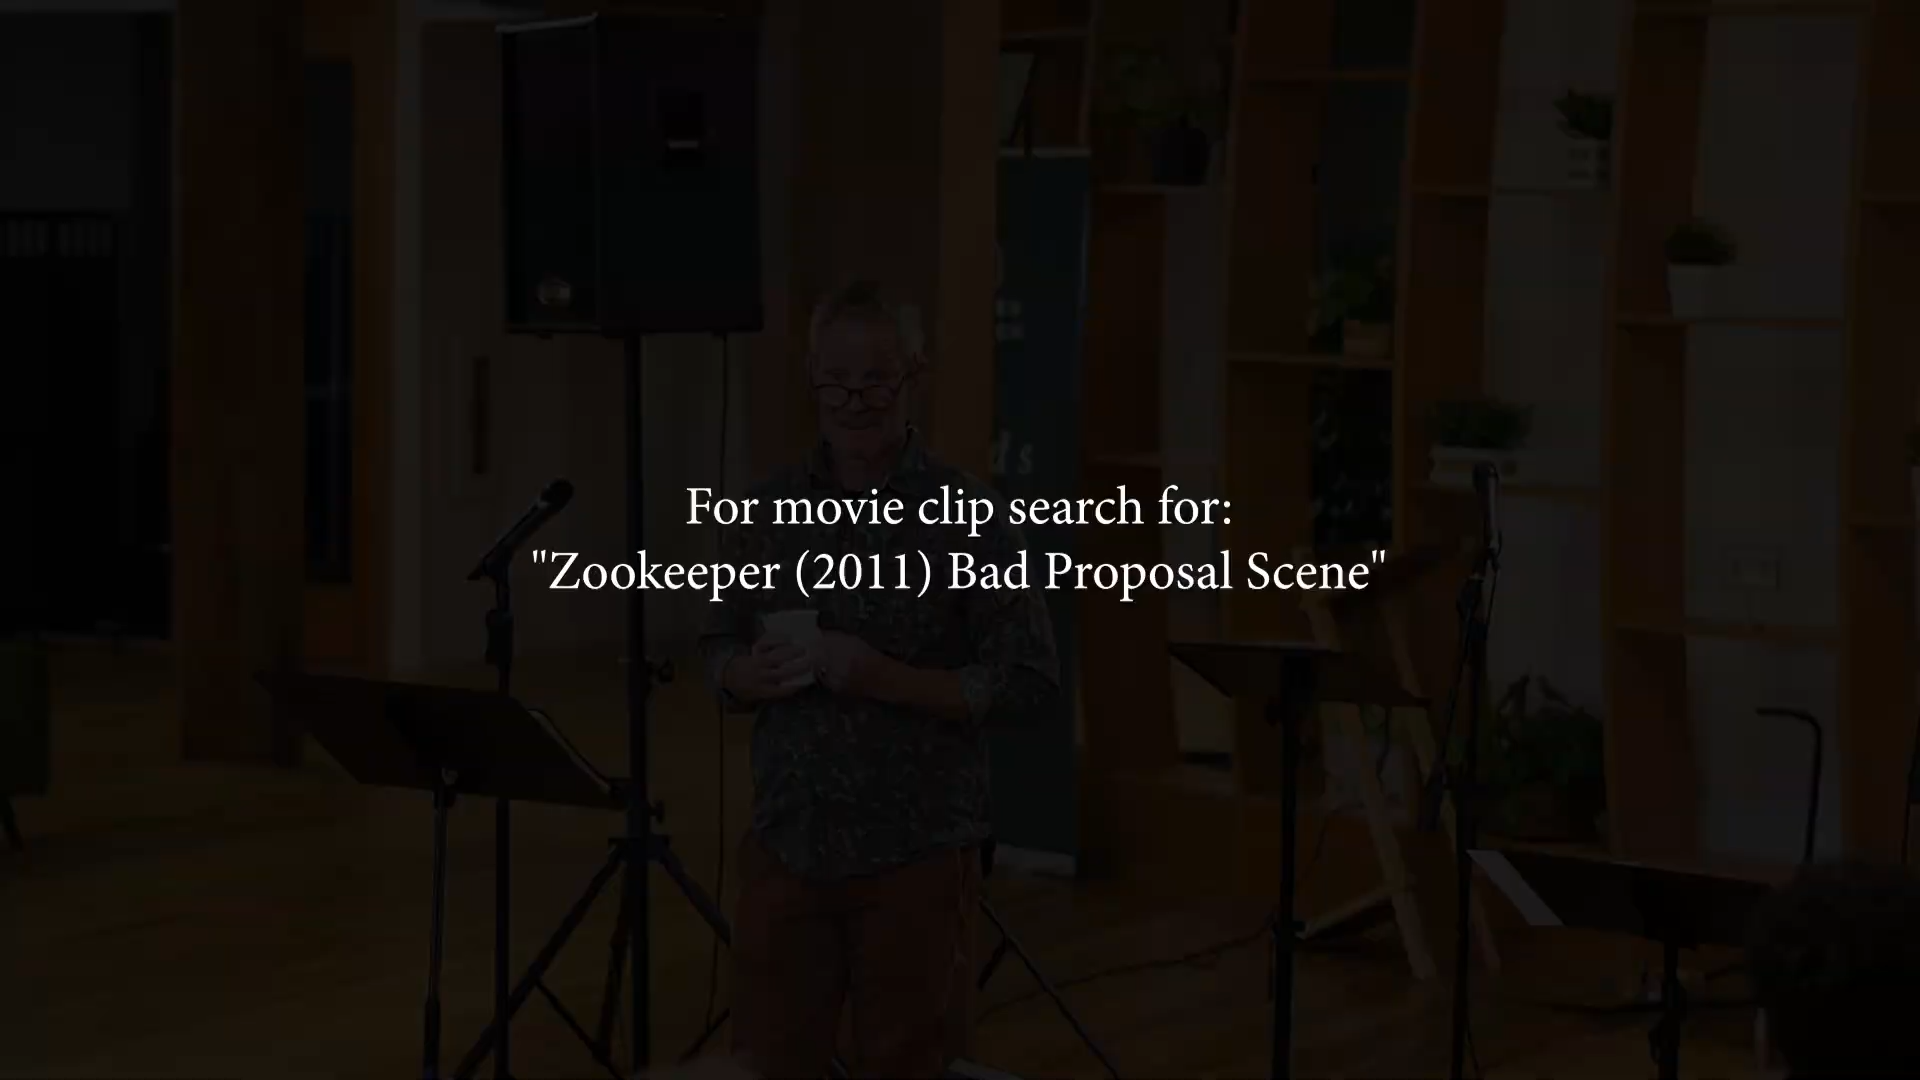 For movie clip search for:
"Zookeeper (2011) Bad Proposal Scene"